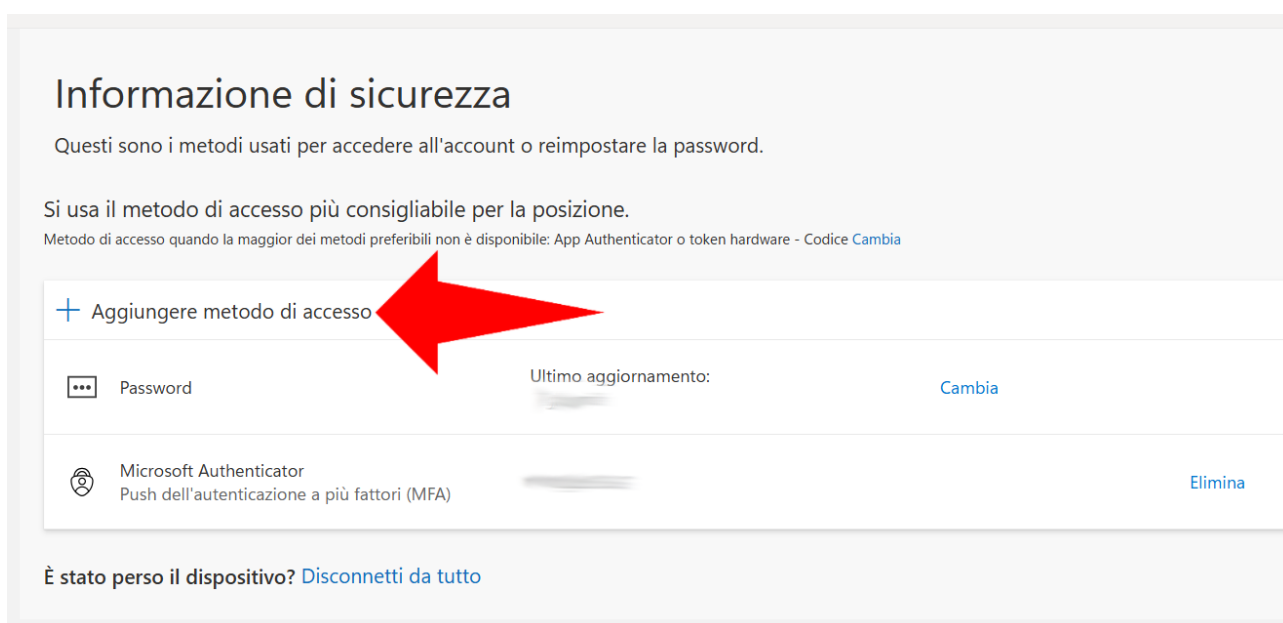 Informazione di sicurezza
Questi sono i metodi usati per accedere all'account o reimpostare la password.
Si usa il metodo di accesso più consigliabile per la posizione.
Metodo di accesso quando la maggior dei metodi preferibili non è disponibile: App Authenticator o token hardware - Codice Cambia
Aggiungere metodo di accesso
Password Ultimo aggiornamento: Cambia
Microsoft Authenticator
Push dell'autenticazione a più fattori (MFA) Elimina
È stato perso il dispositivo? Disconnetti da tutto